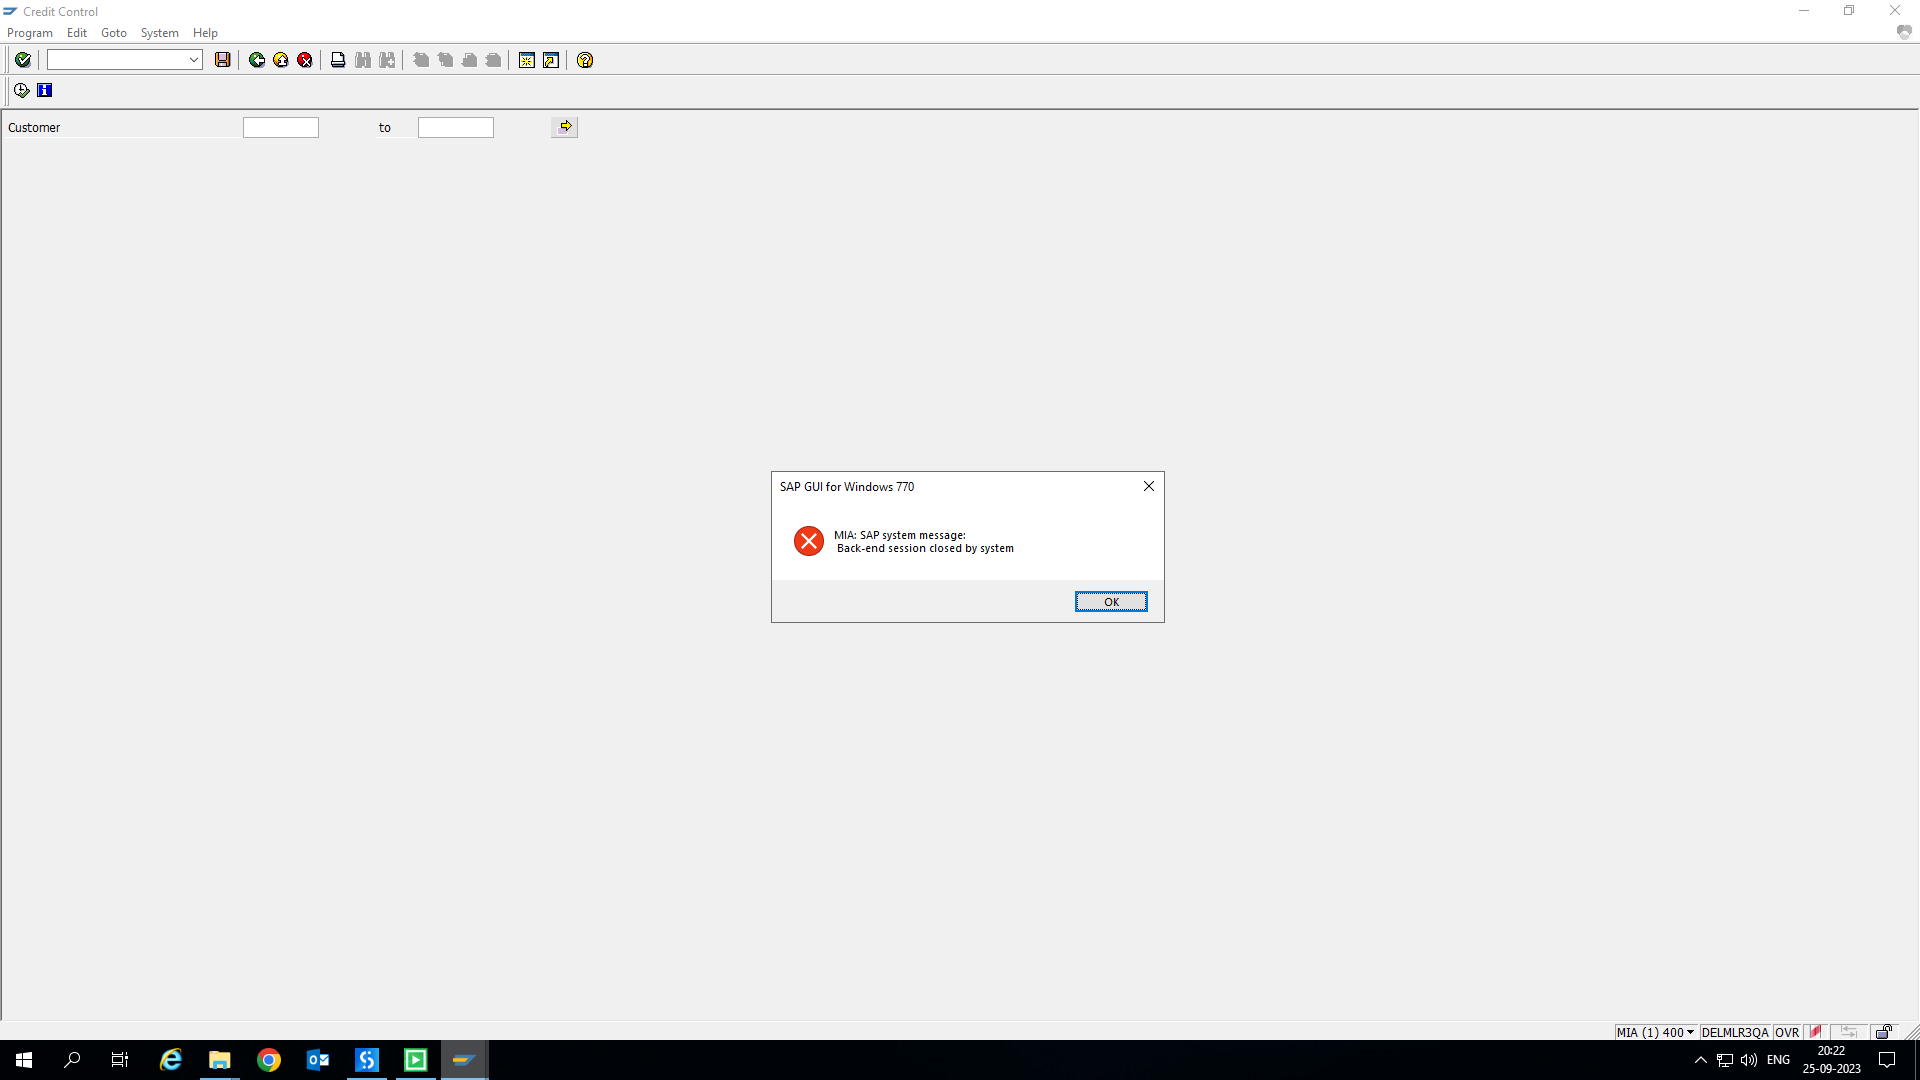 Credit Control
Program Edit Goto System Help
Customer to
SAP GUI for Windows 770
MIA: SAP system message:
Back-end session closed by system
OK
MIA (1) 400 DELMLR3QA OVR
ENG 20:22
25-09-2023